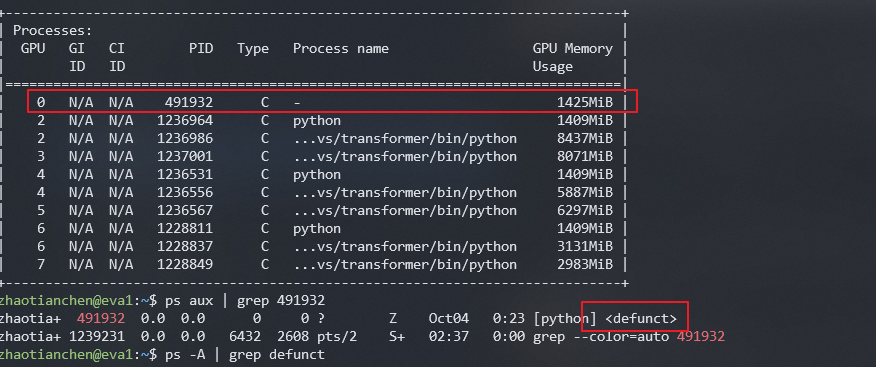 +-----------------------------------------------------------------------------+
| Processes:                                                                  |
|  GPU   GI   CI        PID   Type   Process name                  GPU Memory |
|        ID   ID                                                   Usage      |
|=============================================================================|
|    0   N/A  N/A    491932      C   -                                1425MiB |
|    2   N/A  N/A   1236964      C   python                           1409MiB |
|    2   N/A  N/A   1236986      C   ...vs/transformer/bin/python     8437MiB |
|    3   N/A  N/A   1237001      C   ...vs/transformer/bin/python     8071MiB |
|    4   N/A  N/A   1236531      C   python                           1409MiB |
|    4   N/A  N/A   1236556      C   ...vs/transformer/bin/python     5887MiB |
|    5   N/A  N/A   1236567      C   ...vs/transformer/bin/python     6297MiB |
|    6   N/A  N/A   1228811      C   python                           1409MiB |
|    6   N/A  N/A   1228837      C   ...vs/transformer/bin/python     3131MiB |
|    7   N/A  N/A   1228849      C   ...vs/transformer/bin/python     2983MiB |
+-----------------------------------------------------------------------------+
zhaotianchen@eva1:~$ ps aux | grep 491932
zhaotia+  491932  0.0  0.0      0     0 ?        Z    Oct04   0:23 [python] <defunct>
zhaotia+ 1239231  0.0  0.0   6432  2608 pts/2    S+   02:37   0:00 grep --color=auto 491932
zhaotianchen@eva1:~$ ps -A | grep defunct